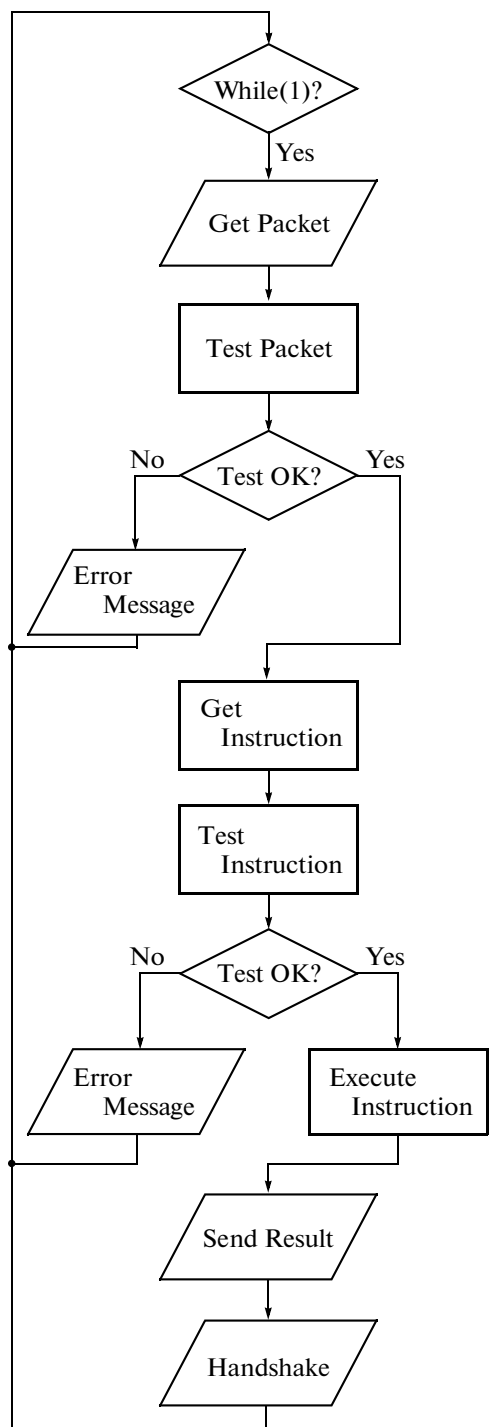 While(1)?
Yes
Get Packet
Test Packet
No
Test OK?
Yes
Error
Message
Get
Instruction
Test
Instruction
No
Test OK?
Yes
Error
Message
Execute
Instruction
Send Result
Handshake